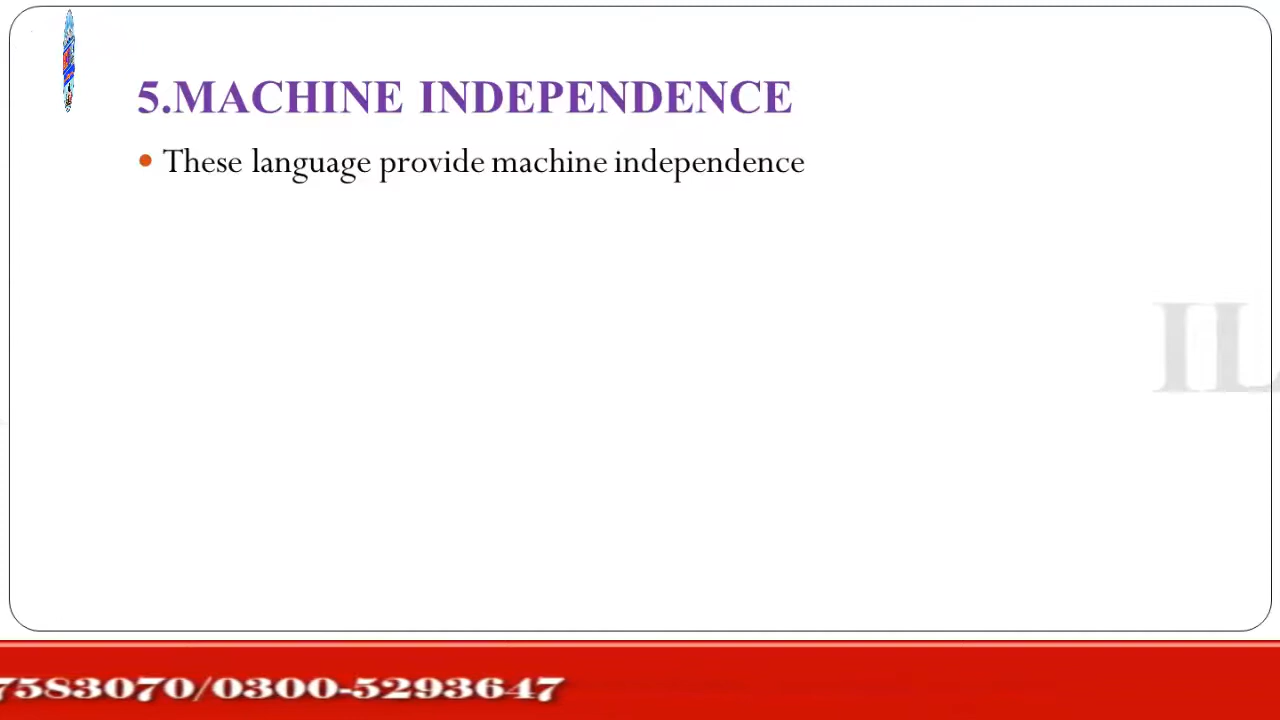 5.MACHINE INDEPENDENCE
• These language provide machine independence
7583070/0300-5293647